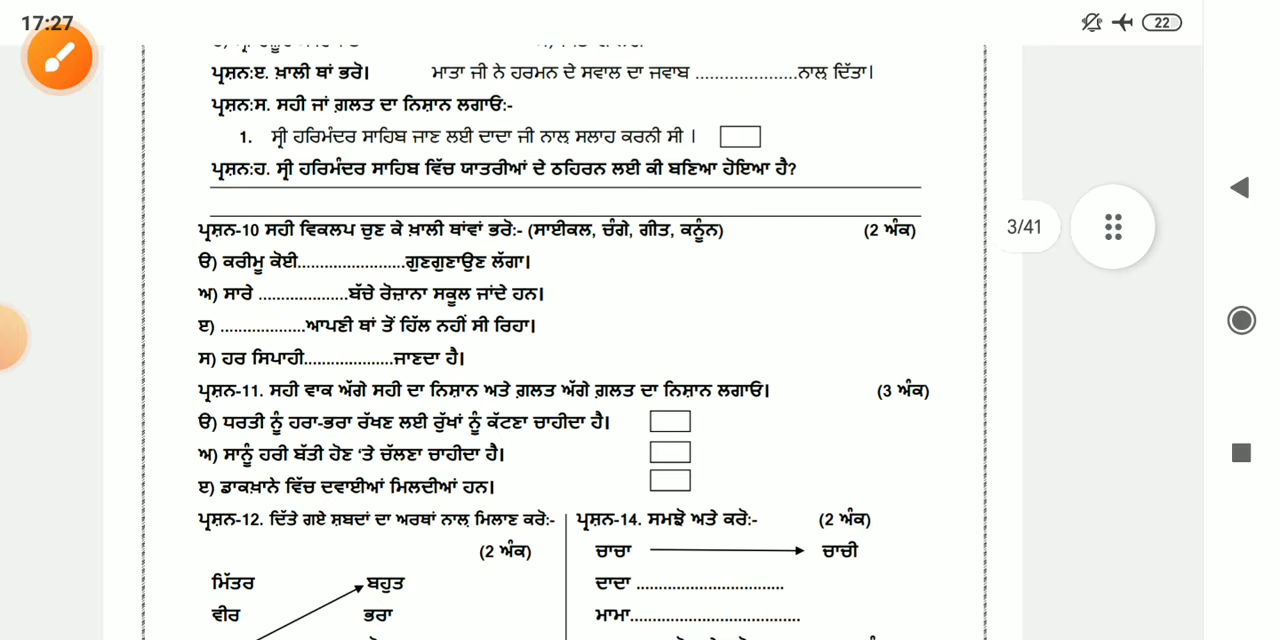 17:27
22
ਪ੍ਰਸ਼ਨ:ੲ. ਖ਼ਾਲੀ ਥਾਂ ਭਰੋ। ਮਾਤਾ ਜੀ ਨੇ ਹਰਮਨ ਦੇ ਸਵਾਲ ਦਾ ਜਵਾਬ .....................ਨਾਲ਼ ਦਿੱਤਾ।
ਪ੍ਰਸ਼ਨ:ਸ. ਸਹੀ ਜਾਂ ਗ਼ਲਤ ਦਾ ਨਿਸ਼ਾਨ ਲਗਾਓ:-
1. ਸ੍ਰੀ ਹਰਿਮੰਦਰ ਸਾਹਿਬ ਜਾਣ ਲਈ ਦਾਦਾ ਜੀ ਨਾਲ਼ ਸਲਾਹ ਕਰਨੀ ਸੀ ।
ਪ੍ਰਸ਼ਨ:ਹ. ਸ੍ਰੀ ਹਰਿਮੰਦਰ ਸਾਹਿਬ ਵਿੱਚ ਯਾਤਰੀਆਂ ਦੇ ਠਹਿਰਨ ਲਈ ਕੀ ਬਣਿਆ ਹੋਇਆ ਹੈ?
3/41
ਪ੍ਰਸ਼ਨ-10 ਸਹੀ ਵਿਕਲਪ ਚੁਣ ਕੇ ਖ਼ਾਲੀ ਥਾਂਵਾਂ ਭਰੋ:- (ਸਾਈਕਲ, ਚੰਗੇ, ਗੀਤ, ਕਨੂੰਨ) (2 ਅੰਕ)
ੳ) ਕਰੀਮੂ ਕੋਈ........................ਗੁਣਗੁਣਾਉਣ ਲੱਗਾ।
ਅ) ਸਾਰੇ ....................ਬੱਚੇ ਰੋਜ਼ਾਨਾ ਸਕੂਲ ਜਾਂਦੇ ਹਨ।
ੲ) ...................ਆਪਣੀ ਥਾਂ ਤੋਂ ਹਿੱਲ ਨਹੀਂ ਸੀ ਰਿਹਾ।
ਸ) ਹਰ ਸਿਪਾਹੀ....................ਜਾਣਦਾ ਹੈ।
ਪ੍ਰਸ਼ਨ-11. ਸਹੀ ਵਾਕ ਅੱਗੇ ਸਹੀ ਦਾ ਨਿਸ਼ਾਨ ਅਤੇ ਗ਼ਲਤ ਅੱਗੇ ਗ਼ਲਤ ਦਾ ਨਿਸ਼ਾਨ ਲਗਾਓ। (3 ਅੰਕ)
ੳ) ਧਰਤੀ ਨੂੰ ਹਰਾ-ਭਰਾ ਰੱਖਣ ਲਈ ਰੁੱਖਾਂ ਨੂੰ ਕੱਟਣਾ ਚਾਹੀਦਾ ਹੈ।
ਅ) ਸਾਨੂੰ ਹਰੀ ਬੱਤੀ ਹੋਣ ‘ਤੇ ਚੱਲਣਾ ਚਾਹੀਦਾ ਹੈ।
ੲ) ਡਾਕਖ਼ਾਨੇ ਵਿੱਚ ਦਵਾਈਆਂ ਮਿਲਦੀਆਂ ਹਨ।
ਪ੍ਰਸ਼ਨ-12. ਦਿੱਤੇ ਗਏ ਸ਼ਬਦਾਂ ਦਾ ਅਰਥਾਂ ਨਾਲ਼ ਮਿਲਾਣ ਕਰੋ:-
(2 ਅੰਕ)
ਮਿੱਤਰ ਬਹੁਤ
ਵੀਰ ਭਰਾ
ਪ੍ਰਸ਼ਨ-14. ਸਮਝੋ ਅਤੇ ਕਰੋ:- (2 ਅੰਕ)
ਚਾਚਾ ਚਾਚੀ
ਦਾਦਾ ................................
ਮਾਮਾ.....................................